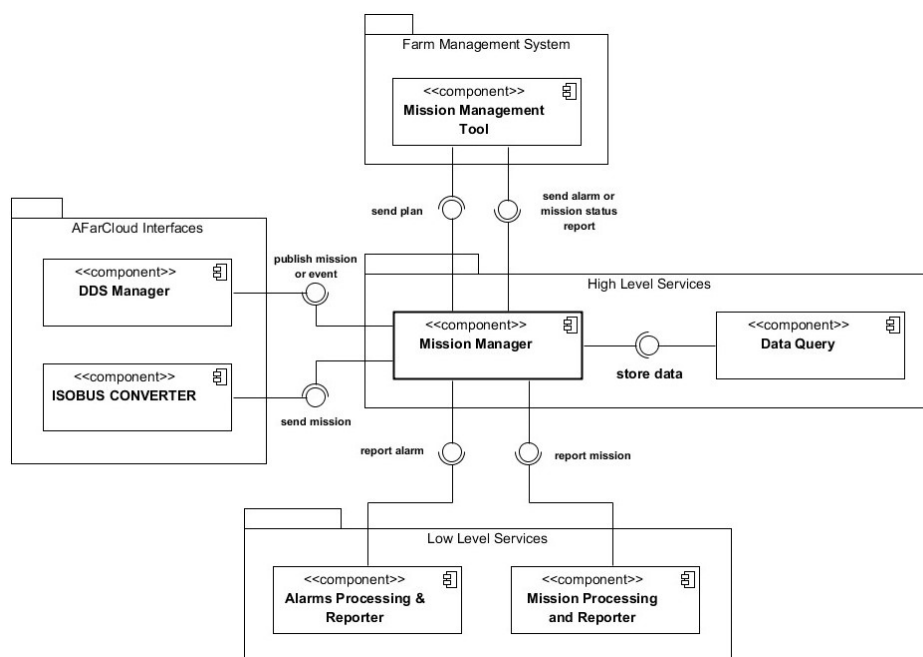 Farm Management System
<<component>>
Mission Management
Tool
send plan
send alarm or
mission status
report
AFarCloud Interfaces
<<component>>
DDS Manager
publish mission
or event
<<component>>
ISOBUS CONVERTER
send mission
High Level Services
<<component>>
Mission Manager
store data
<<component>>
Data Query
report alarm
report mission
Low Level Services
<<component>>
Alarms Processing &
Reporter
<<component>>
Mission Processing
and Reporter